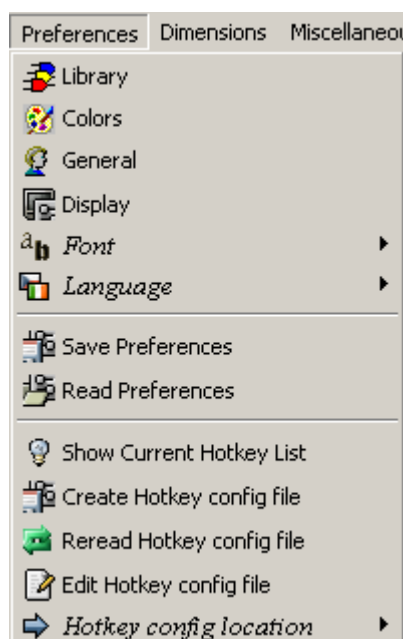 Preferences Dimensions
Library
Colors
General
Display
Font
Language
Save Preferences
Read Preferences
Show Current Hotkey List
Create Hotkey config file
Reread Hotkey config file
Edit Hotkey config file
Hotkey config location